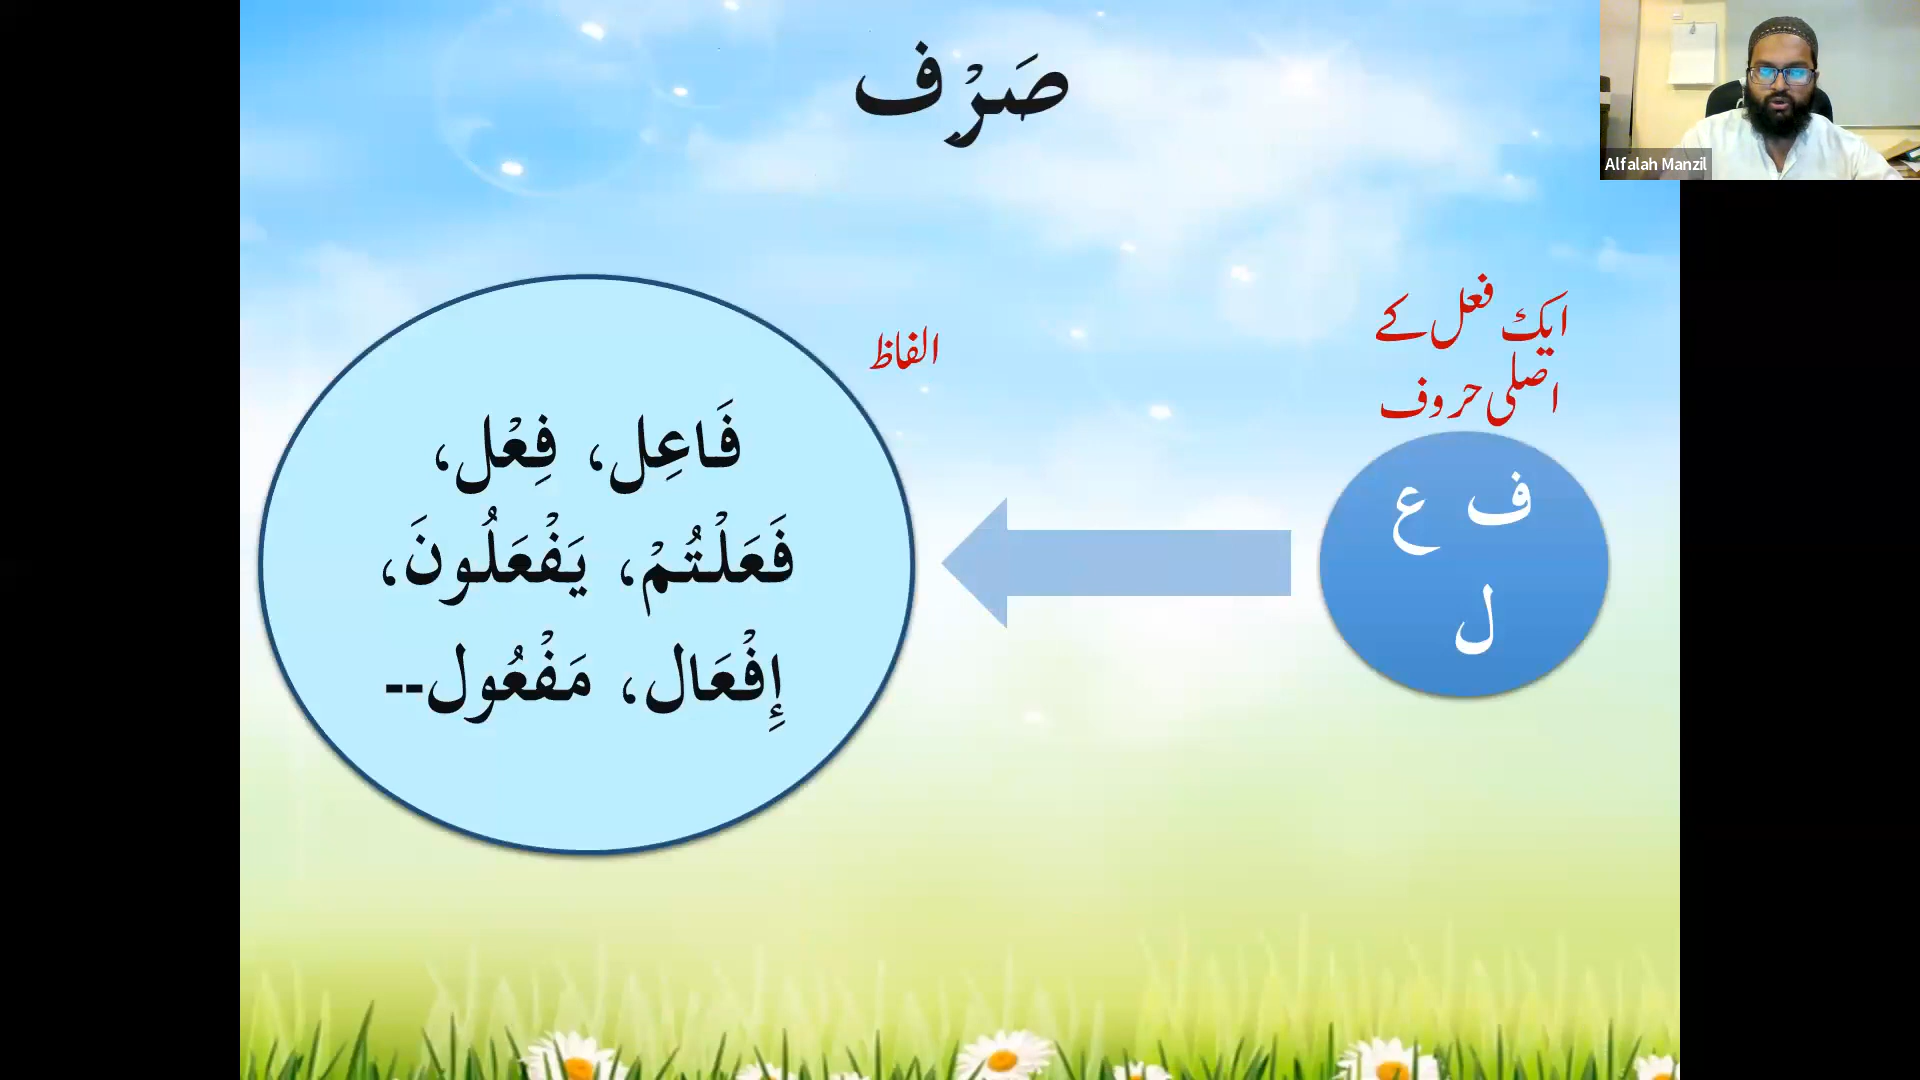 صَرْف
Alfalah Manzil
ایک فعل کے
اصلی حروف
ف ع
ل
الفاظ
فَاعِل، فِعْل،
فَعَلْتُمْ، يَفْعَلُونَ،
إِفْعَال، مَفْعُول--